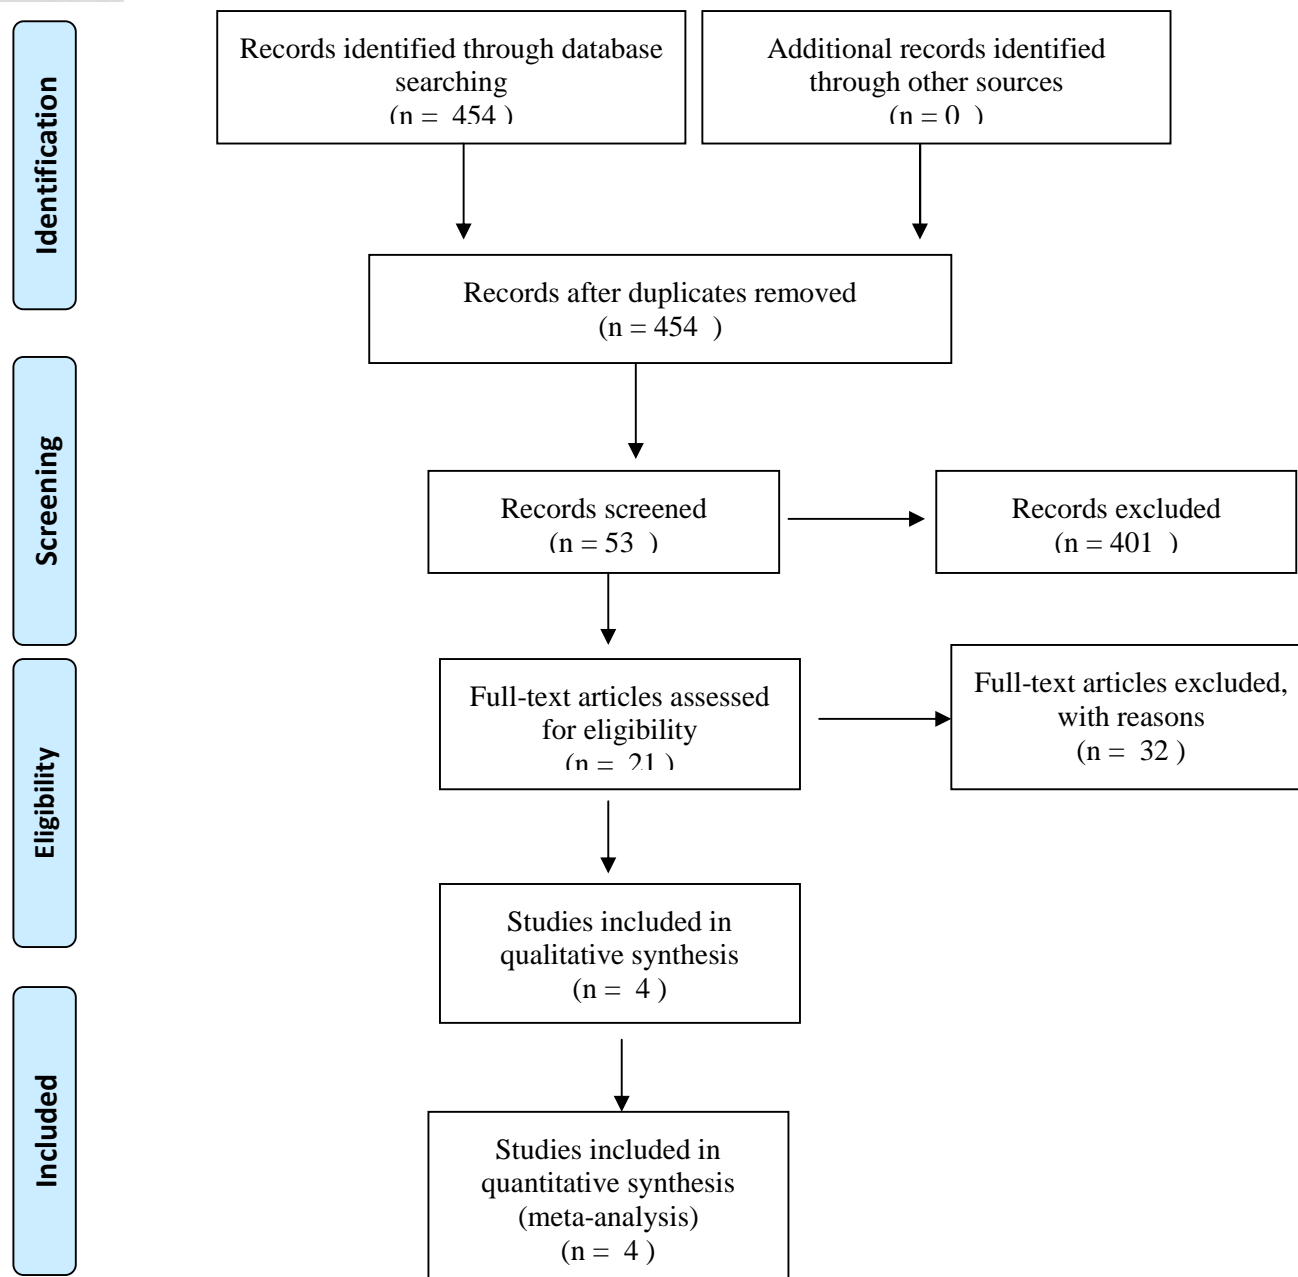 Identification
Records identified through database
searching
(n = 454 )
Additional records identified
through other sources
(n = 0 )
Records after duplicates removed
(n = 454 )
Screening
Records screened
(n = 53 )
Records excluded
(n = 401 )
Eligibility
Full-text articles assessed
for eligibility
(n = 21 )
Full-text articles excluded,
with reasons
(n = 32 )
Studies included in
qualitative synthesis
(n = 4 )
Included
Studies included in
quantitative synthesis
(meta-analysis)
(n = 4 )